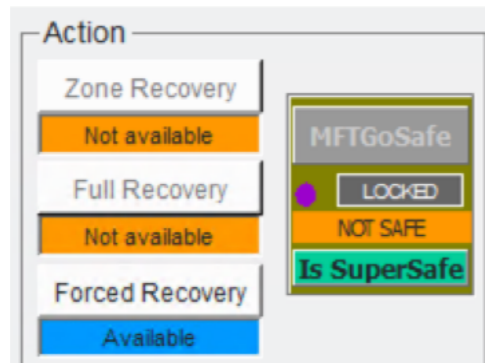 Action
Zone Recovery
Not available
Full Recovery
Not available
Forced Recovery
Available
MFTGoSafe
LOCKED
NOT SAFE
Is SuperSafe